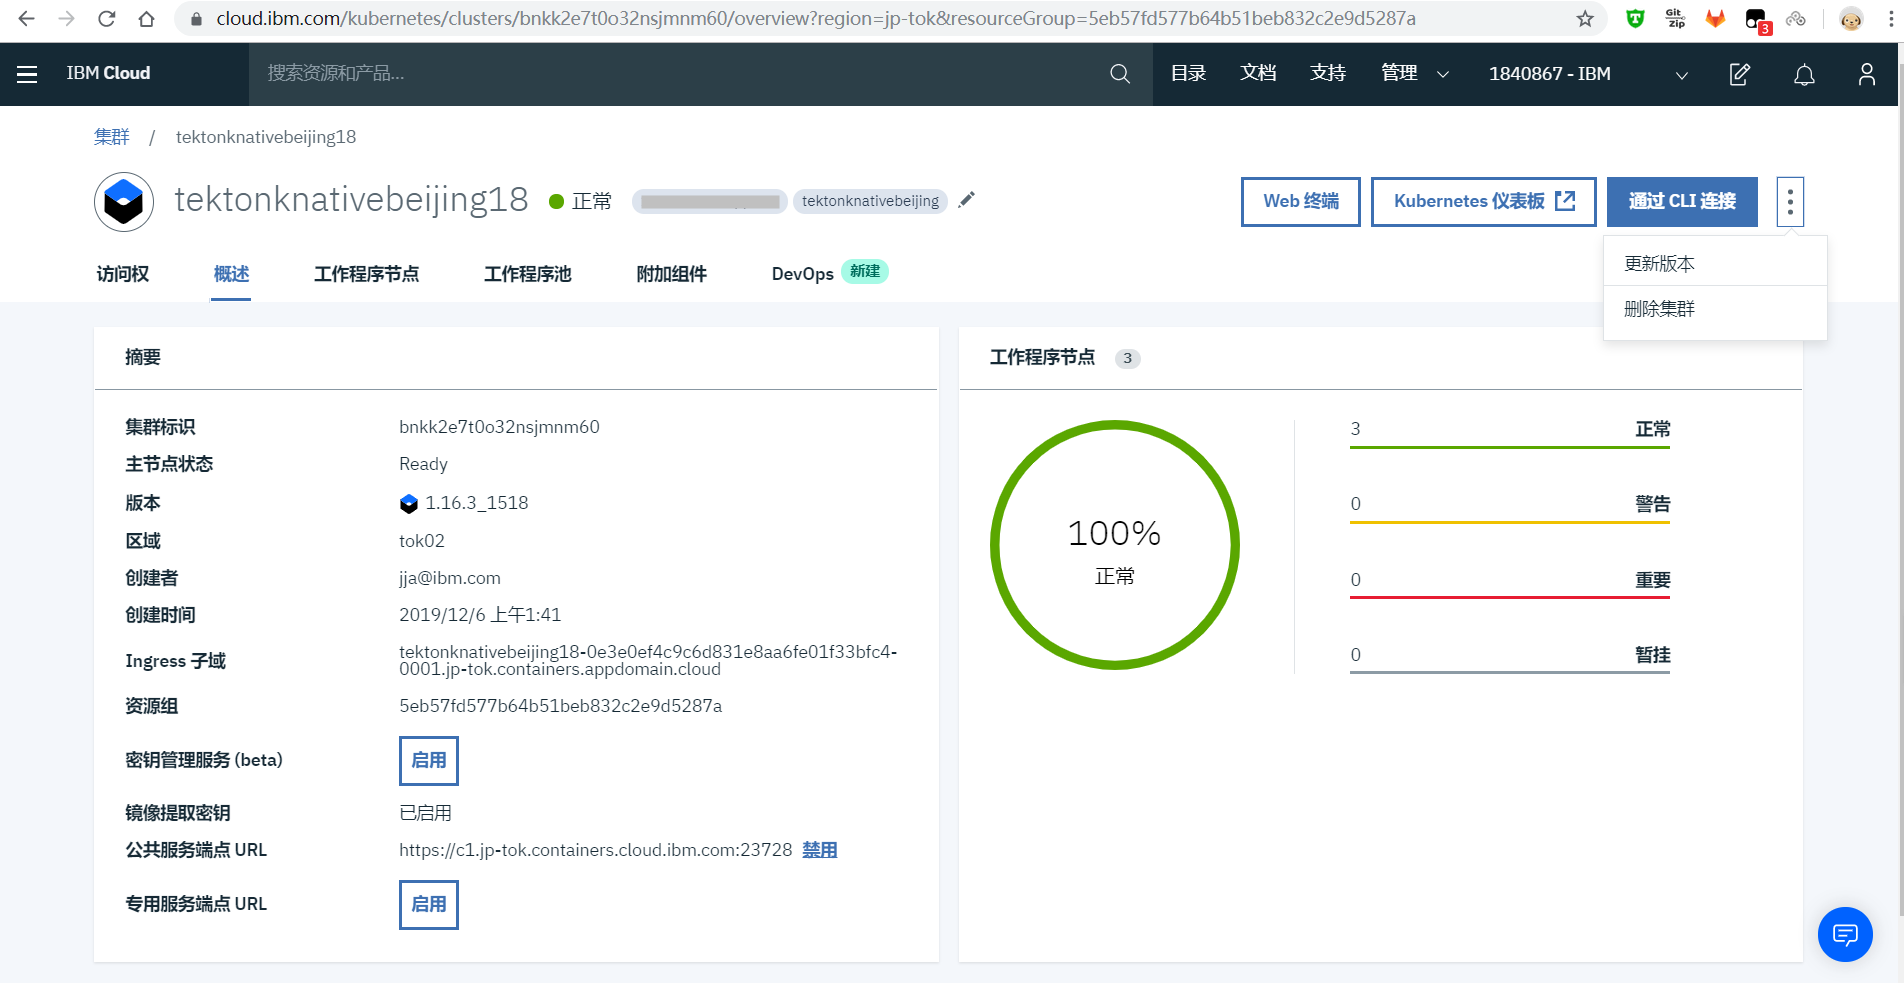 cloud.ibm.com/kubernetes/clusters/bnkk2e7t0o32nsjmnm60/overview?region=jp-tok&resourceGroup=5eb57fd577b64b51beb832c2e9d5287a
Git Zip
3
IBM Cloud
搜索资源和产品...
目录
文档
支持
管理
1840867 - IBM
集群 / tektonknativebeijing18
tektonknativebeijing18
正常
tektonknativebeijing
Web 终端
Kubernetes 仪表板
通过 CLI 连接
更新版本
删除集群
访问权
概述
工作程序节点
工作程序池
附加组件
DevOps 新建
摘要
集群标识 bnkk2e7t0o32nsjmnm60
主节点状态 Ready
版本 1.16.3_1518
区域 tok02
创建者 jja@ibm.com
创建时间 2019/12/6 上午1:41
Ingress 子域 tektonknativebeijing18-0e3e0ef4c9c6d831e8aa6fe01f33bfc4-
0001.jp-tok.containers.appdomain.cloud
资源组 5eb57fd577b64b51beb832c2e9d5287a
密钥管理服务 (beta) 启用
镜像提取密钥 已启用
公共服务端点 URL https://c1.jp-tok.containers.cloud.ibm.com:23728 禁用
专用服务端点 URL 启用
工作程序节点 3
100%
正常
3 正常
0 警告
0 重要
0 暂挂